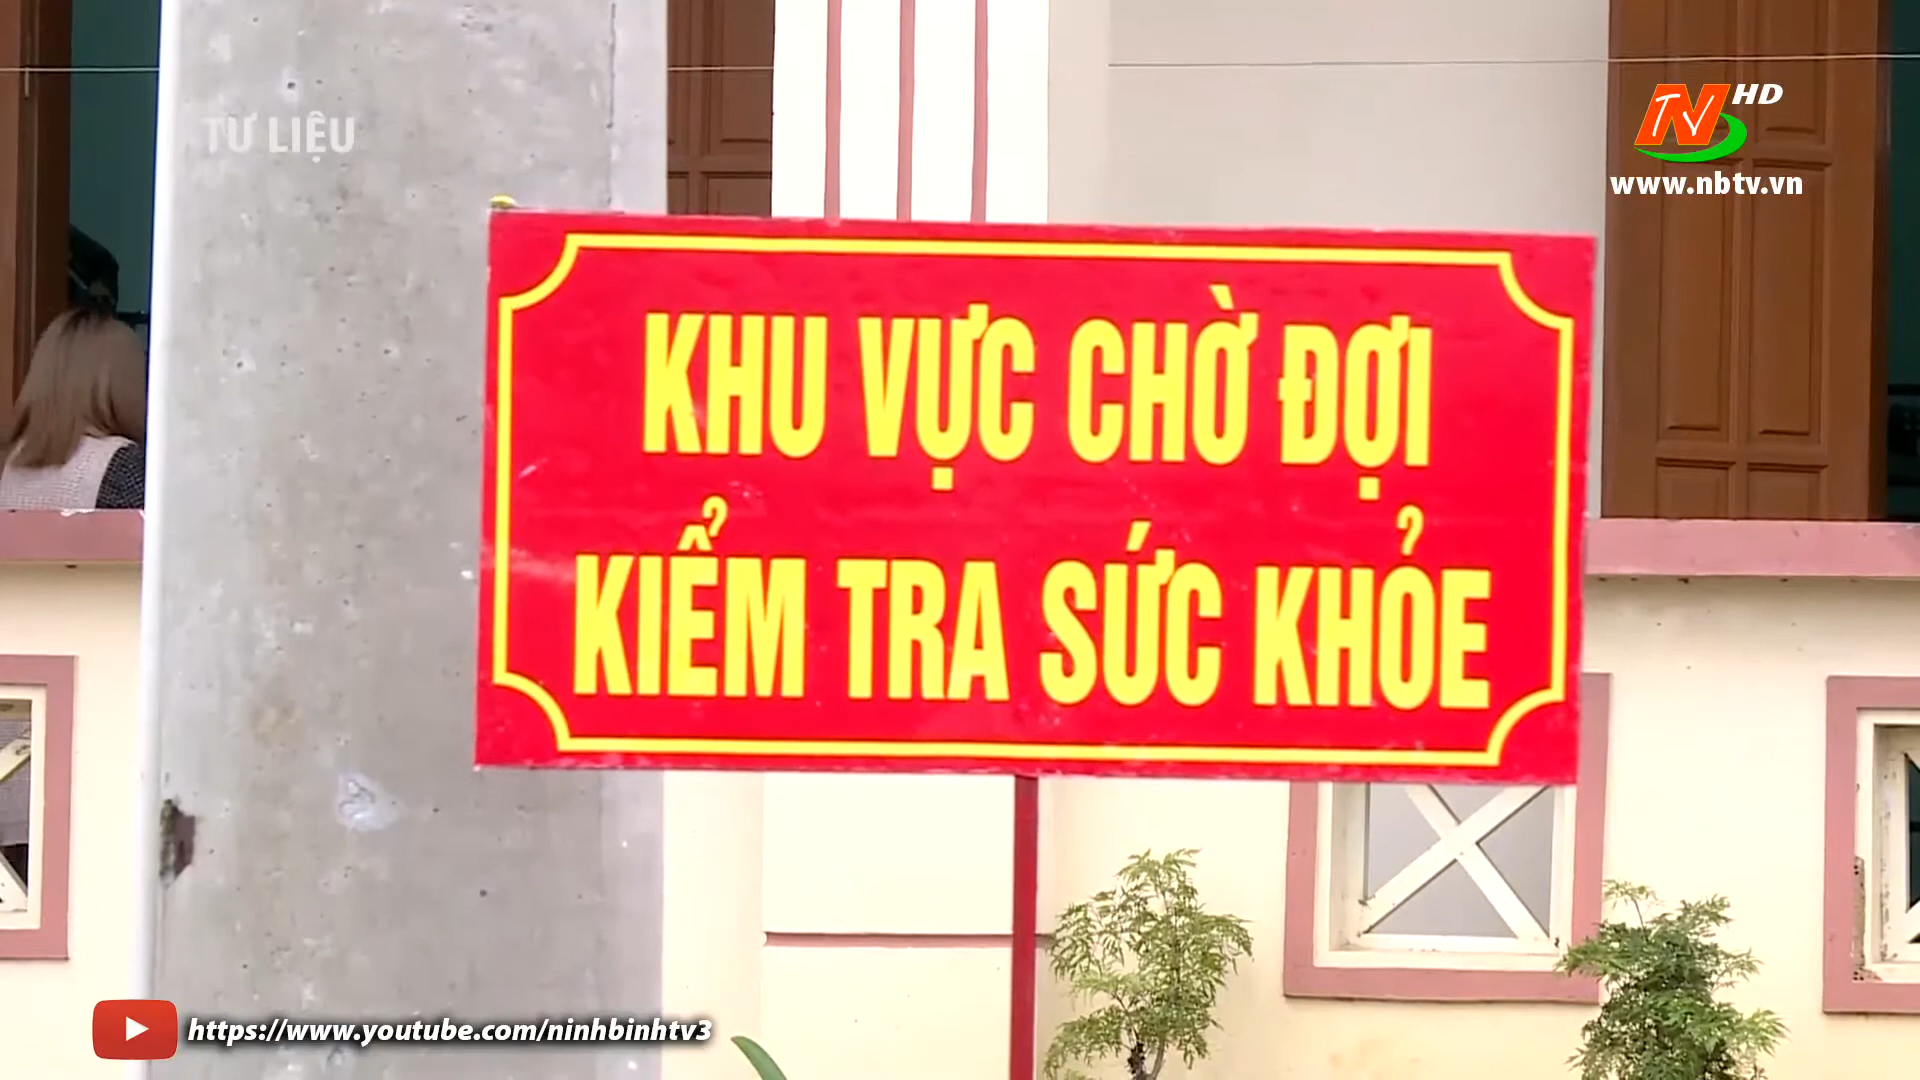 TƯ LIỆU
NTV HD
www.nbtv.vn
KHU VỰC CHỜ ĐỢI
KIỂM TRA SỨC KHỎE
https://www.youtube.com/ninhbinhtv3